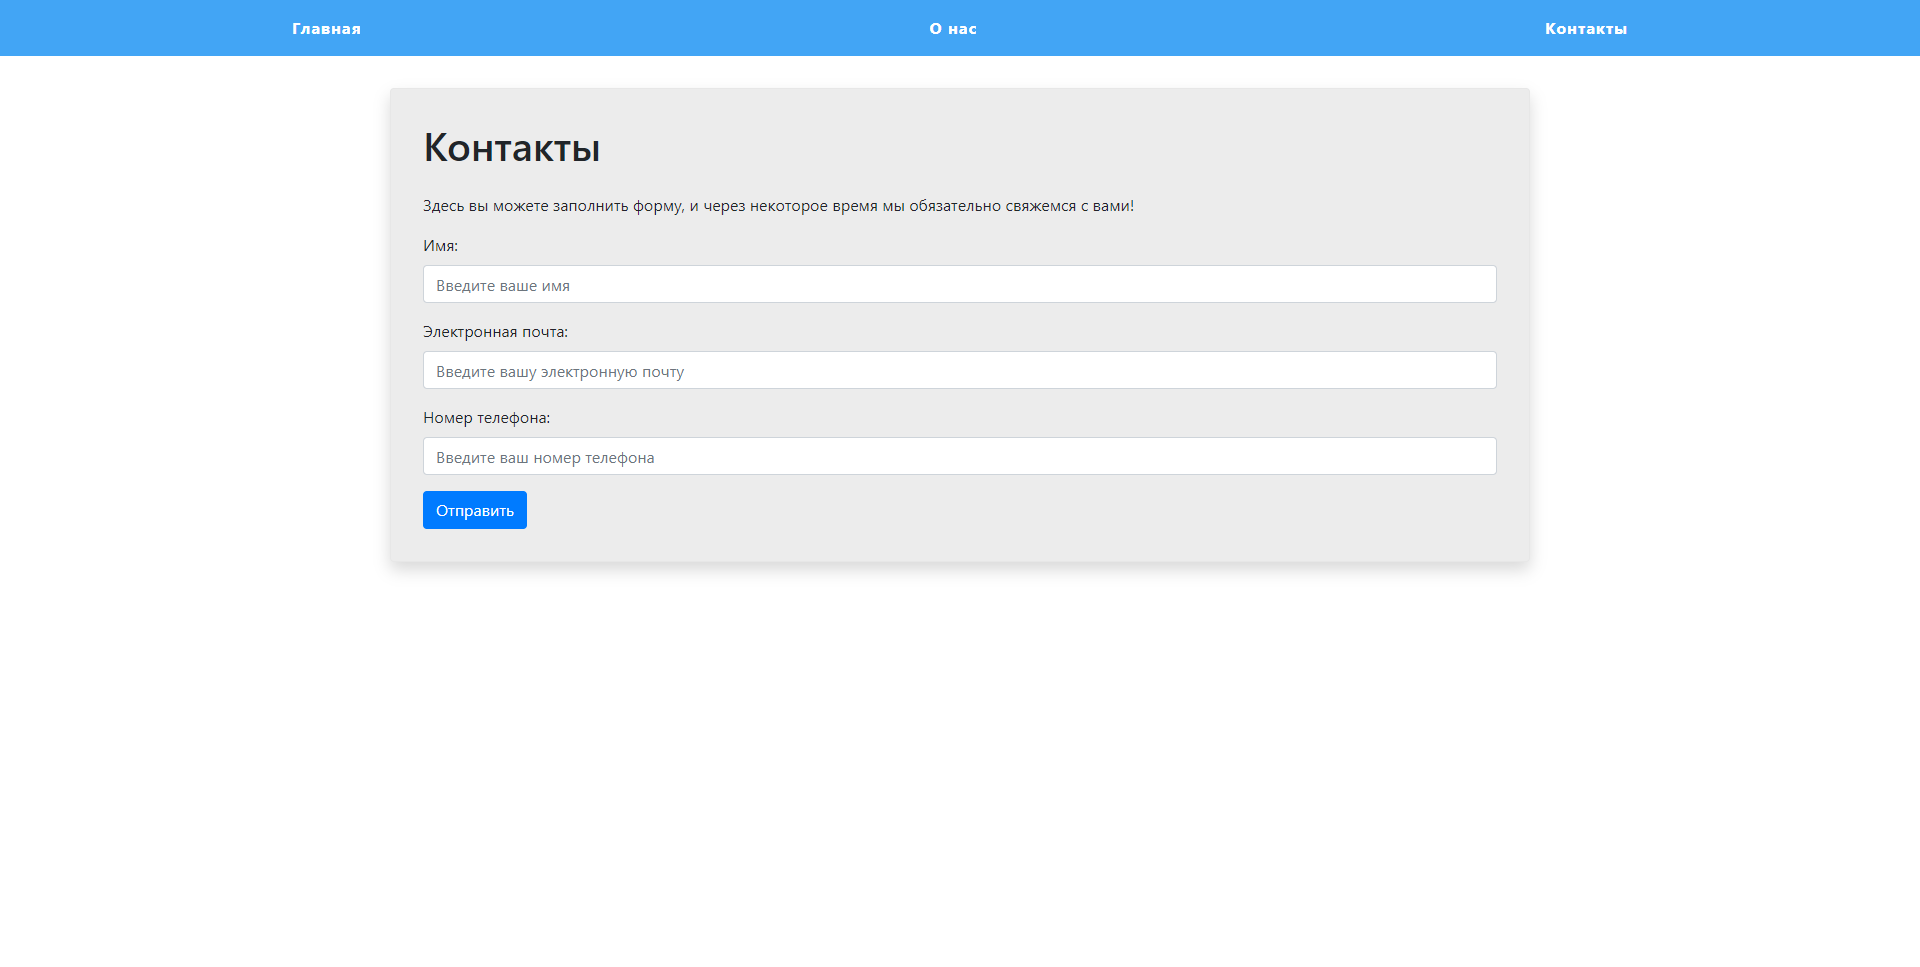 Главная О нас Контакты
Контакты
Здесь вы можете заполнить форму, и через некоторое время мы обязательно свяжемся с вами!
Имя:
Введите ваше имя
Электронная почта:
Введите вашу электронную почту
Номер телефона:
Введите ваш номер телефона
Отправить